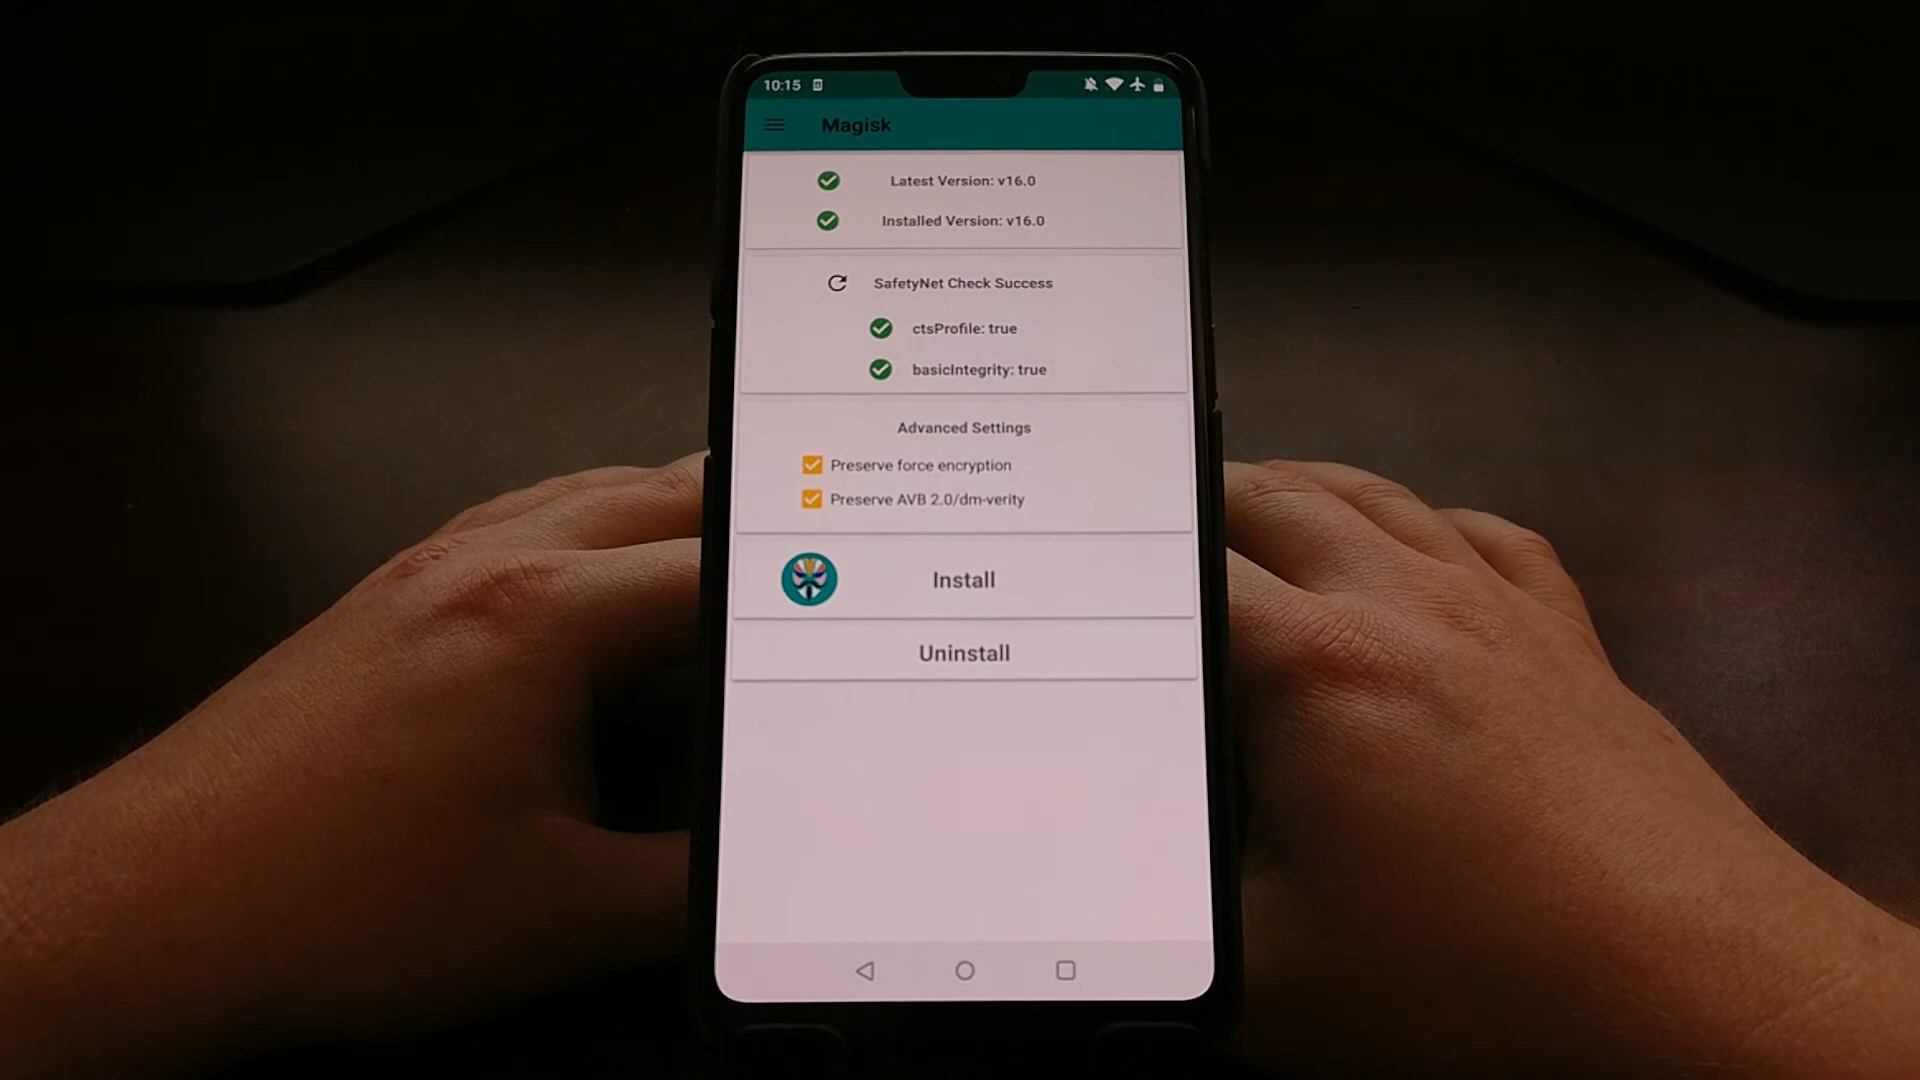 10:15
Magisk
Latest Version: v16.0
Installed Version: v16.0
SafetyNet Check Success
ctsProfile: true
basicIntegrity: true
Advanced Settings
Preserve force encryption
Preserve AVB 2.0/dm-verity
Install
Uninstall